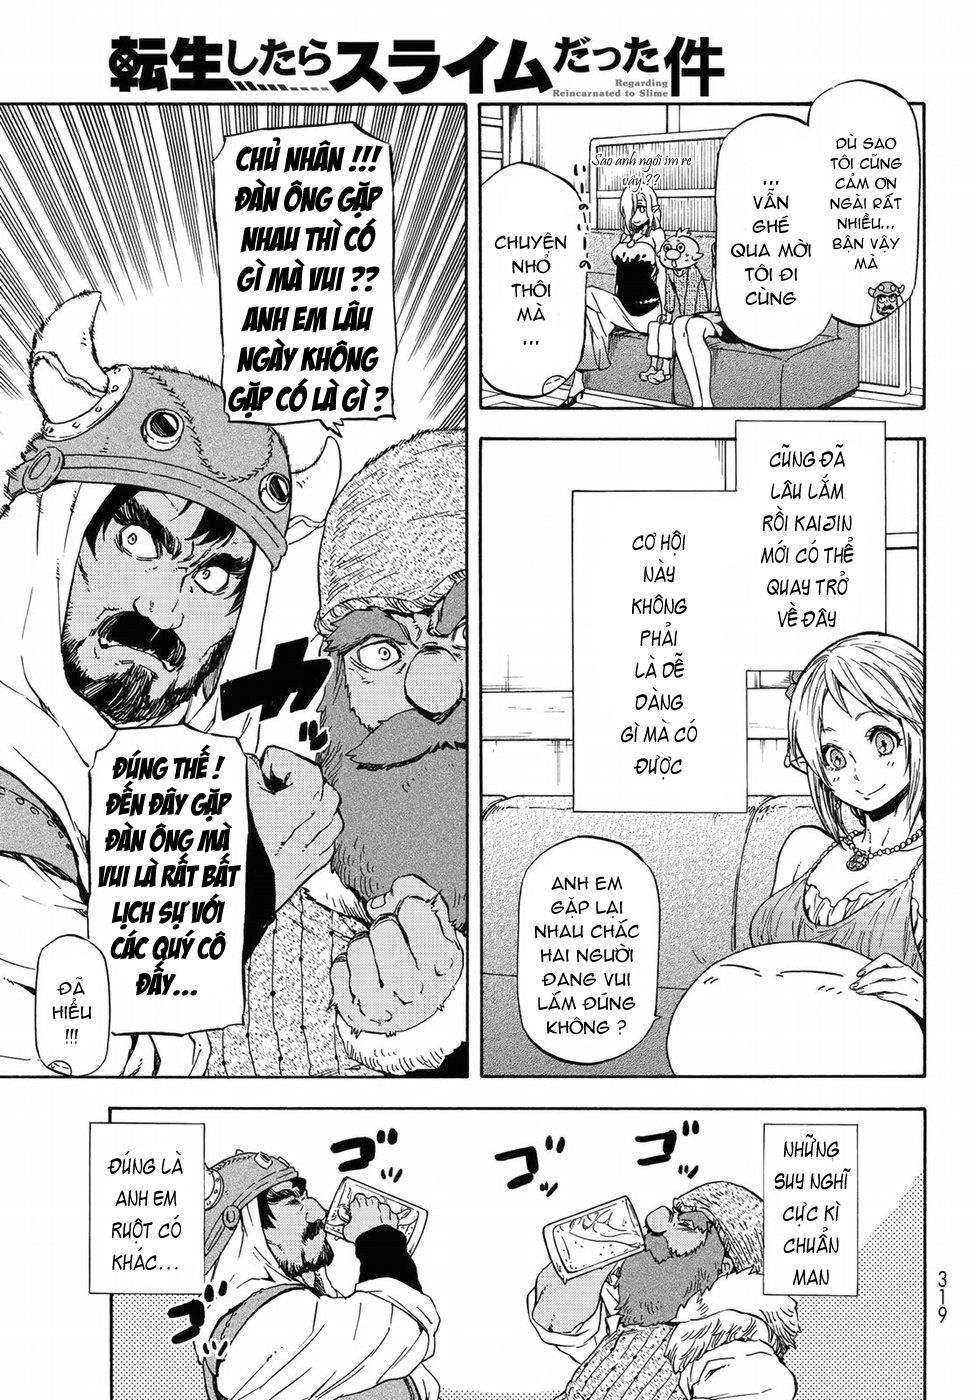 転生したらスライムだった件
Regarding
Reincarnated to Slime
DÙ SAO
TÔI CŨNG
CẢM ƠN
NGÀI RẤT
NHIỀU...
BẬN VẬY
MÀ
...
VẪN
GHÉ
QUA MỜI
TÔI ĐI
CÙNG
Sao anh ngồi im re
vậy ??
CHUYỆN
NHỎ
THÔI
MÀ
...
CŨNG ĐÃ
LÂU LẮM
RỒI KAIJIN
MỚI CÓ THỂ
QUAY TRỞ
VỀ ĐÂY
CƠ HỘI
NÀY
KHÔNG
PHẢI
LÀ DỄ
DÀNG
GÌ MÀ CÓ
ĐƯỢC
ANH EM
GẶP LẠI
NHAU CHẮC
HAI NGƯỜI
ĐANG VUI
LẮM ĐÚNG
KHÔNG ?
CHỦ NHÂN !!!
ĐÀN ÔNG GẶP
NHAU THÌ CÓ
GÌ MÀ VUI ??
ANH EM LÂU
NGÀY KHÔNG
GẶP CÓ LÀ GÌ ?
カッ
ĐÚNG THẾ !
ĐẾN ĐÂY GẶP
ĐÀN ÔNG MÀ
VUI LÀ RẤT BẤT
LỊCH SỰ VỚI
CÁC QUÝ CÔ
ĐẤY...
ĐÃ
HIỂU
!!!
NHỮNG
SUY NGHĨ
CỰC KÌ
CHUẨN
MAN
ゴッ
ゴッ
ゴッ
ゴッ
ĐÚNG LÀ
ANH EM
RUỘT CÓ
KHÁC...
319